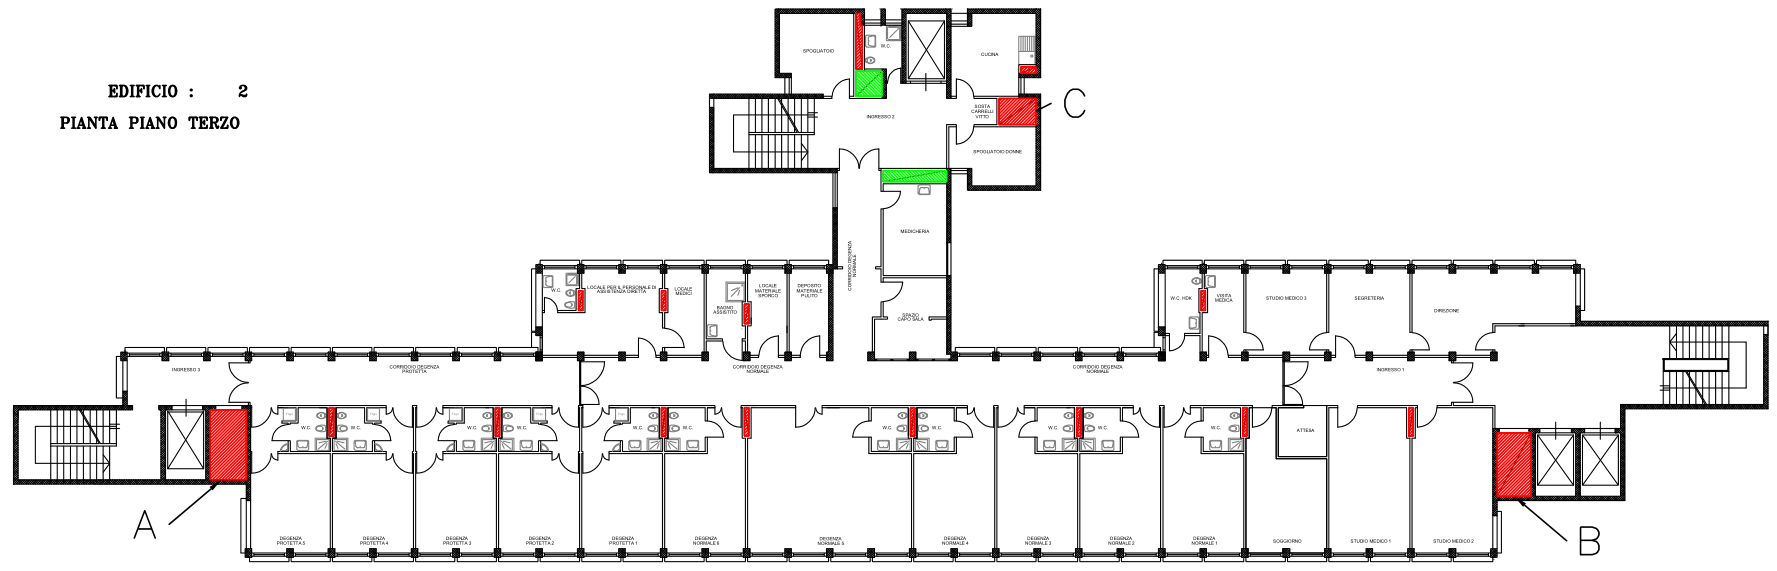 EDIFICIO :    2
PIANTA PIANO TERZO
SPOGLIATOIO
W.C.
CUCINA
SOSTA
CARRELLI
VITTO
C
INGRESSO 2
SPOGLIATOIO DONNE
MEDICHERIA
CORRIDOIO DEGENZA
NORMALE
SPAZIO
CAPO SALA
W.C.
LOCALE PER IL PERSONALE DI
ASSISTENZA DIRETTA
LOCALE
MEDICI
BAGNO
ASSISTITO
LOCALE
MATERIALE
SPORCO
DEPOSITO
MATERIALE
PULITO
W.C. HDK
VISITA
MEDICA
STUDIO MEDICO 3
SEGRETERIA
DIREZIONE
INGRESSO 3
CORRIDOIO DEGENZA
PROTETTA
CORRIDOIO DEGENZA
NORMALE
CORRIDOIO DEGENZA
NORMALE
INGRESSO 1
W.C.
W.C.
W.C.
W.C.
W.C.
W.C.
W.C.
W.C.
W.C.
W.C.
W.C.
ATTESA
A
B
DEGENZA
PROTETTA 5
DEGENZA
PROTETTA 4
DEGENZA
PROTETTA 3
DEGENZA
PROTETTA 2
DEGENZA
PROTETTA 1
DEGENZA
NORMALE 6
DEGENZA
NORMALE 5
DEGENZA
NORMALE 4
DEGENZA
NORMALE 3
DEGENZA
NORMALE 2
DEGENZA
NORMALE 1
SOGGIORNO
STUDIO MEDICO 1
STUDIO MEDICO 2